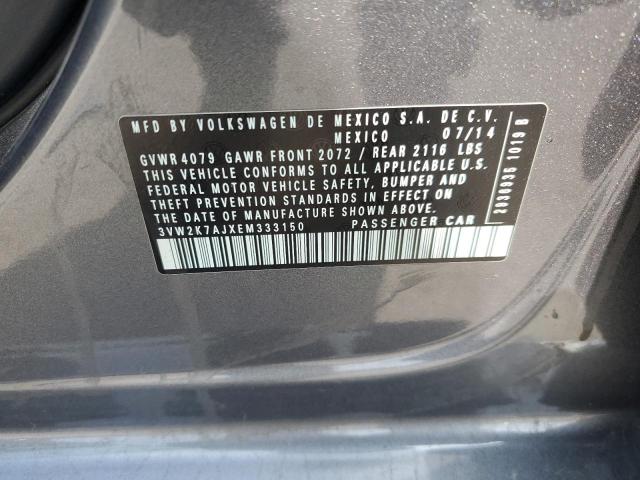 MFD BY VOLKSWAGEN DE MEXICO S.A. DE C.V.
MEXICO 07/14
GVWR 4079 GAWR FRONT 2072 / REAR 2116 LBS
THIS VEHICLE CONFORMS TO ALL APPLICABLE U.S.
FEDERAL MOTOR VEHICLE SAFETY, BUMPER AND
THEFT PREVENTION STANDARDS IN EFFECT ON
THE DATE OF MANUFACTURE SHOWN ABOVE.
3VW2K7AJXEM333150 PASSENGER CAR
2030935 1019 B